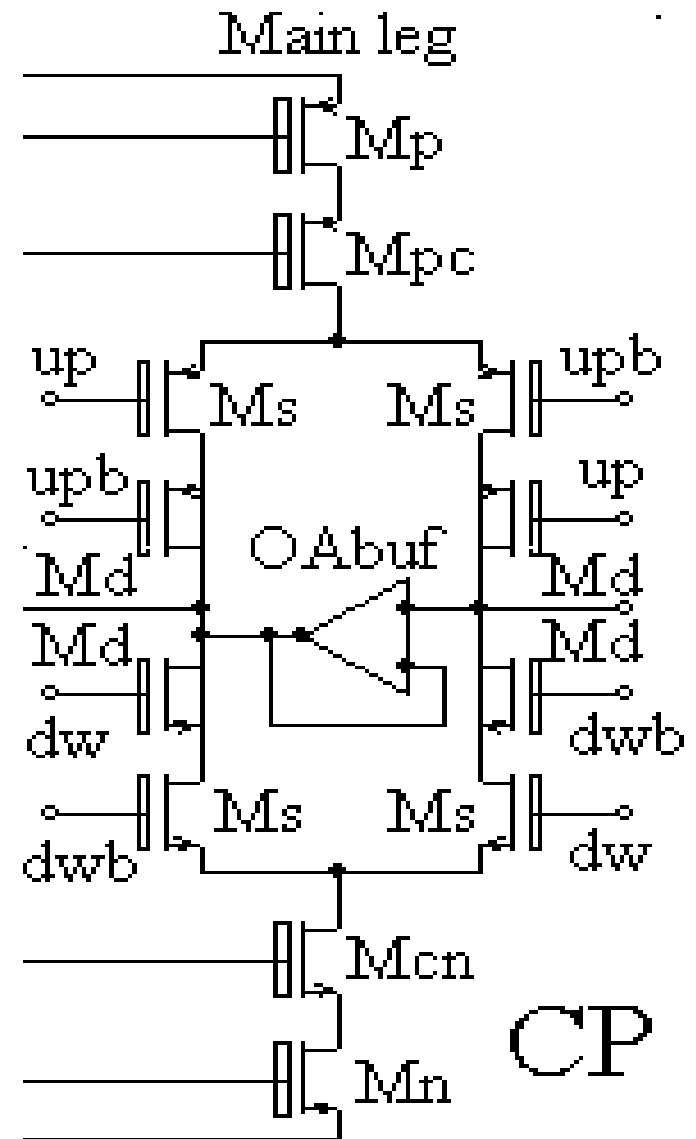 Main leg
Mp
Mpc
up Ms Ms upb
upb up
OAbuf
Md Md
Md Md
dw dwb
Ms Ms
dwb dw
Mcn
CP
Mn